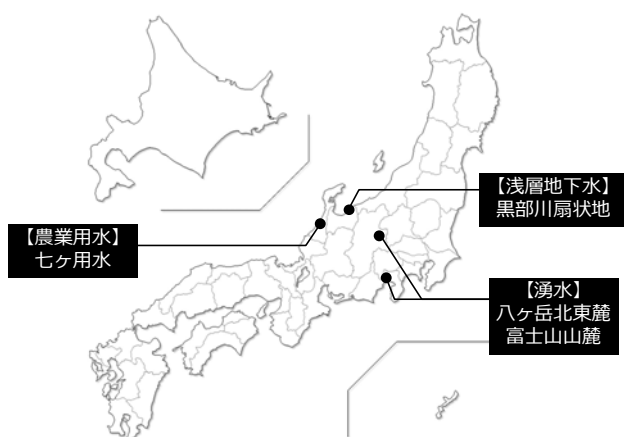 【浅層地下水】
黒部川扇状地
【農業用水】
七ヶ用水
【湧水】
八ヶ岳北東麓
富士山山麓